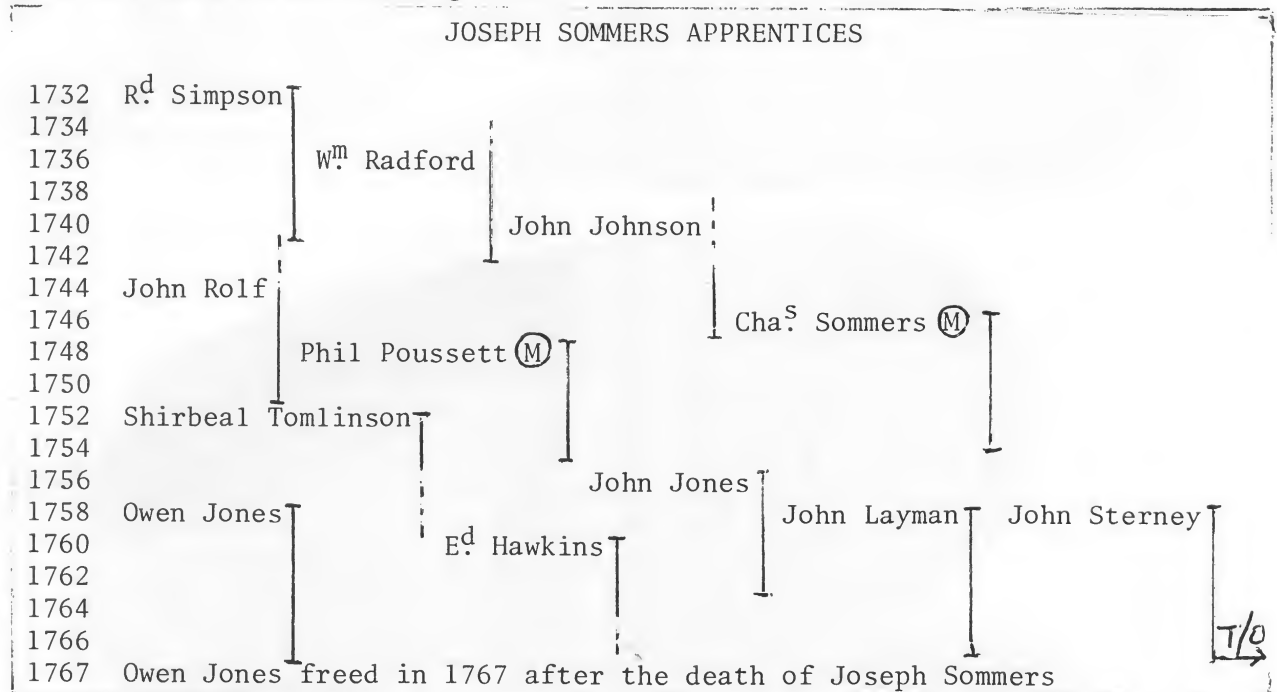 JOSEPH SOMMERS APPRENTICES
1732 Rd. Simpson
1734
1736 Wm. Radford
1738
1740 John Johnson
1742
1744 John Rolf
1746 Chas. Sommers M
1748 Phil Poussett M
1750
1752 Shirbeal Tomlinson
1754
1756 John Jones
1758 Owen Jones John Layman John Sterney
1760 Ed. Hawkins
1762
1764
1766 T/O
1767 Owen Jones freed in 1767 after the death of Joseph Sommers